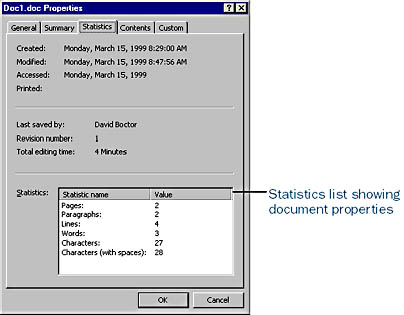 Doc1.doc Properties
General Summary Statistics Contents Custom
Created: Monday, March 15, 1999 8:29:00 AM
Modified: Monday, March 15, 1999 8:47:56 AM
Accessed: Monday, March 15, 1999
Printed:
Last saved by: David Boctor
Revision number: 1
Total editing time: 4 Minutes
Statistics: Statistic name Value
Pages: 2
Paragraphs: 2
Lines: 4
Words: 3
Characters: 27
Characters (with spaces): 28
Statistics list showing
document properties
OK Cancel